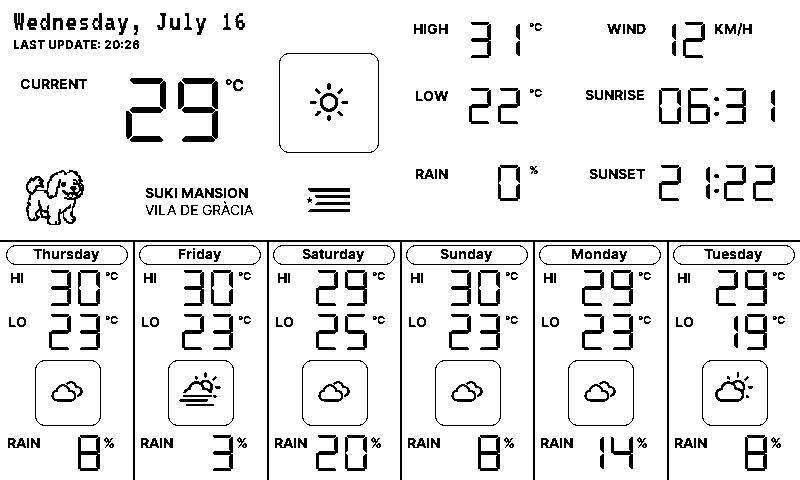 Wednesday, July 16
LAST UPDATE: 20:26
CURRENT 29 °C
SUKI MANSION
VILA DE GRÀCIA
HIGH 31 °C
LOW 22 °C
RAIN 0 %
WIND 12 KM/H
SUNRISE 06:31
SUNSET 21:22
Thursday
HI 30 °C
LO 23 °C
RAIN 8 %
Friday
HI 30 °C
LO 23 °C
RAIN 3 %
Saturday
HI 29 °C
LO 25 °C
RAIN 20 %
Sunday
HI 30 °C
LO 23 °C
RAIN 8 %
Monday
HI 29 °C
LO 23 °C
RAIN 14 %
Tuesday
HI 29 °C
LO 19 °C
RAIN 8 %